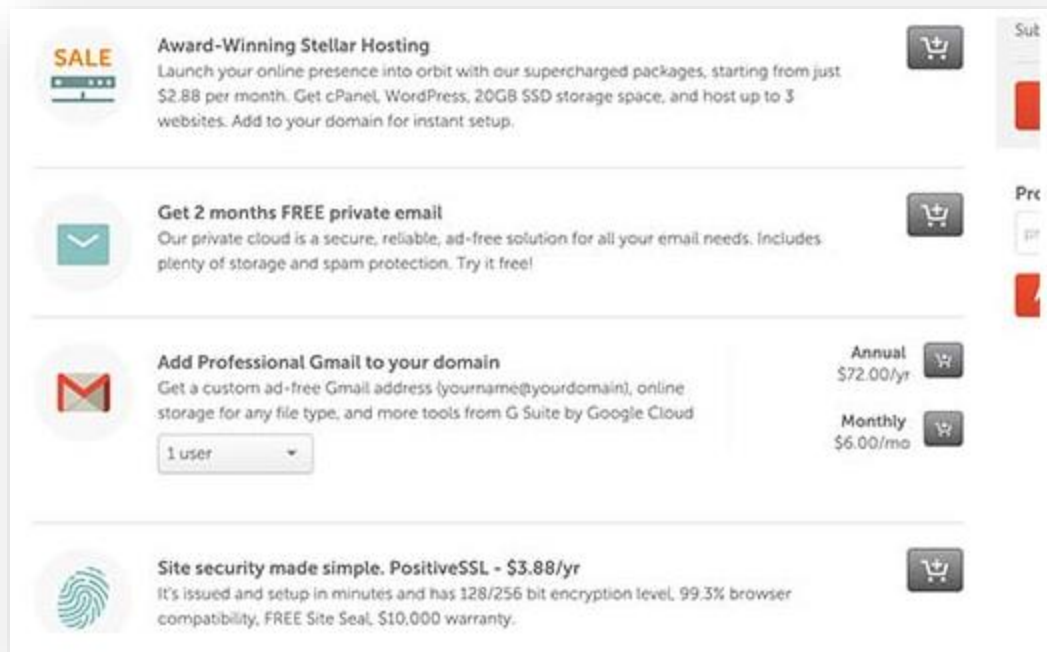 SALE
Award-Winning Stellar Hosting
Launch your online presence into orbit with our supercharged packages, starting from just
$2.88 per month. Get cPanel, WordPress, 20GB SSD storage space, and host up to 3
websites. Add to your domain for instant setup.
Get 2 months FREE private email
Our private cloud is a secure, reliable, ad-free solution for all your email needs. Includes
plenty of storage and spam protection. Try it free!
Add Professional Gmail to your domain
Get a custom ad-free Gmail address (yourname@yourdomain), online
storage for any file type, and more tools from G Suite by Google Cloud
1 user
Annual
$72.00/yr
Monthly
$6.00/mo
Site security made simple. PositiveSSL - $3.88/yr
It's issued and setup in minutes and has 128/256 bit encryption level, 99.3% browser
compatibility, FREE Site Seal, $10,000 warranty.
Sub
Pro